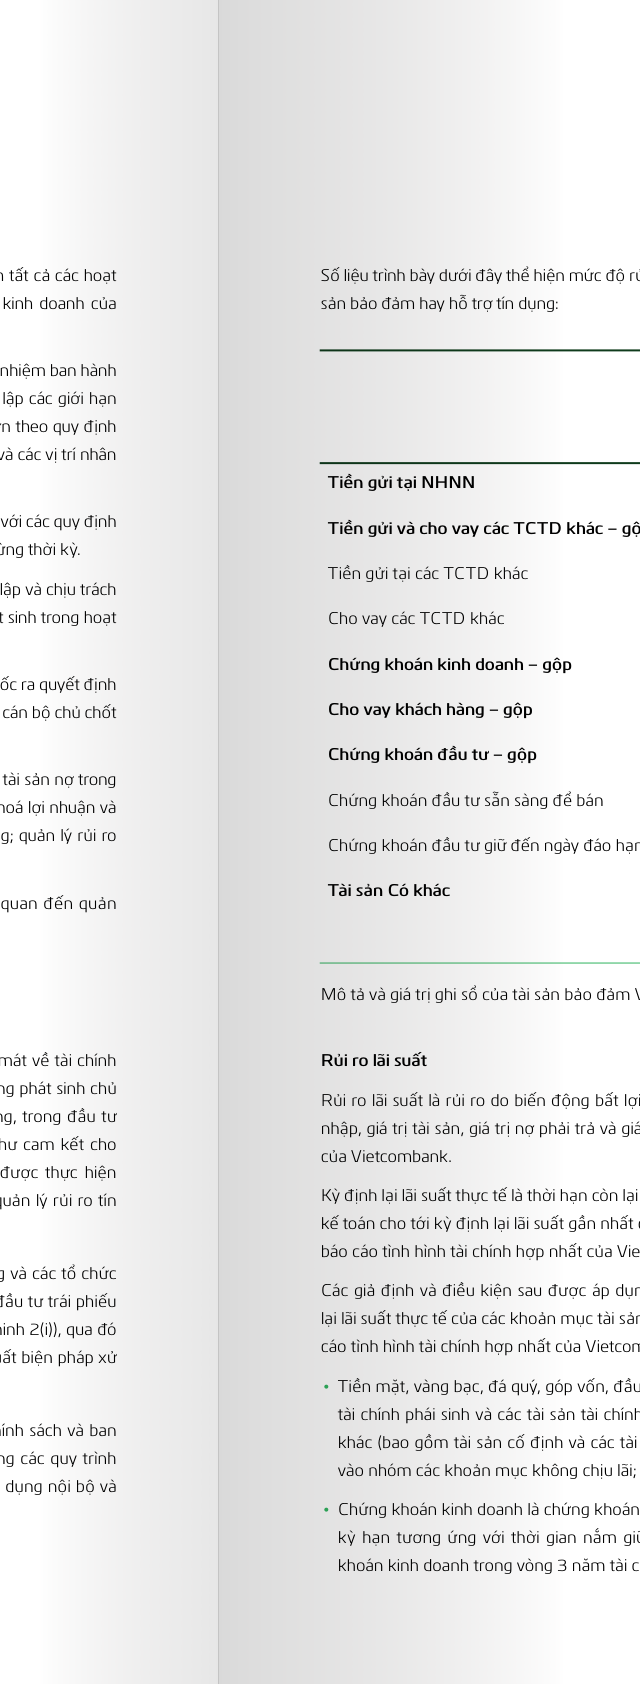 tất cả các hoạt
kinh doanh của
nhiệm ban hành
lập các giới hạn
theo quy định
và các vị trí nhân
với các quy định
thời kỳ.
lập và chịu trách
sinh trong hoạt
ra quyết định
cán bộ chủ chốt
tài sản nợ trong
lợi nhuận và
quản lý rủi ro
quan đến quản
mát về tài chính
phát sinh chủ
trong đầu tư
cam kết cho
được thực hiện
quản lý rủi ro tín
và các tổ chức
đầu tư trái phiếu
minh 2(i)), qua đó
biện pháp xử
sách và ban
các quy trình
dụng nội bộ và
Số liệu trình bày dưới đây thể hiện mức độ
sản bảo đảm hay hỗ trợ tín dụng:
Tiền gửi tại NHNN
Tiền gửi và cho vay các TCTD khác – gộ
Tiền gửi tại các TCTD khác
Cho vay các TCTD khác
Chứng khoán kinh doanh – gộp
Cho vay khách hàng – gộp
Chứng khoán đầu tư – gộp
Chứng khoán đầu tư sẵn sàng để bán
Chứng khoán đầu tư giữ đến ngày đáo hạn
Tài sản Có khác
Mô tả và giá trị ghi sổ của tài sản bảo đảm
Rủi ro lãi suất
Rủi ro lãi suất là rủi ro do biến động bất lợi
nhập, giá trị tài sản, giá trị nợ phải trả và giá
của Vietcombank.
Kỳ định lại lãi suất thực tế là thời hạn còn lại
kế toán cho tới kỳ định lại lãi suất gần nhất
báo cáo tình hình tài chính hợp nhất của Vie
Các giả định và điều kiện sau được áp dụn
lại lãi suất thực tế của các khoản mục tài sản
cáo tình hình tài chính hợp nhất của Vietcom
• Tiền mặt, vàng bạc, đá quý, góp vốn, đầu
tài chính phái sinh và các tài sản tài chính
khác (bao gồm tài sản cố định và các tài
vào nhóm các khoản mục không chịu lãi;
• Chứng khoán kinh doanh là chứng khoán
kỳ hạn tương ứng với thời gian nắm giữ
khoán kinh doanh trong vòng 3 năm tài c